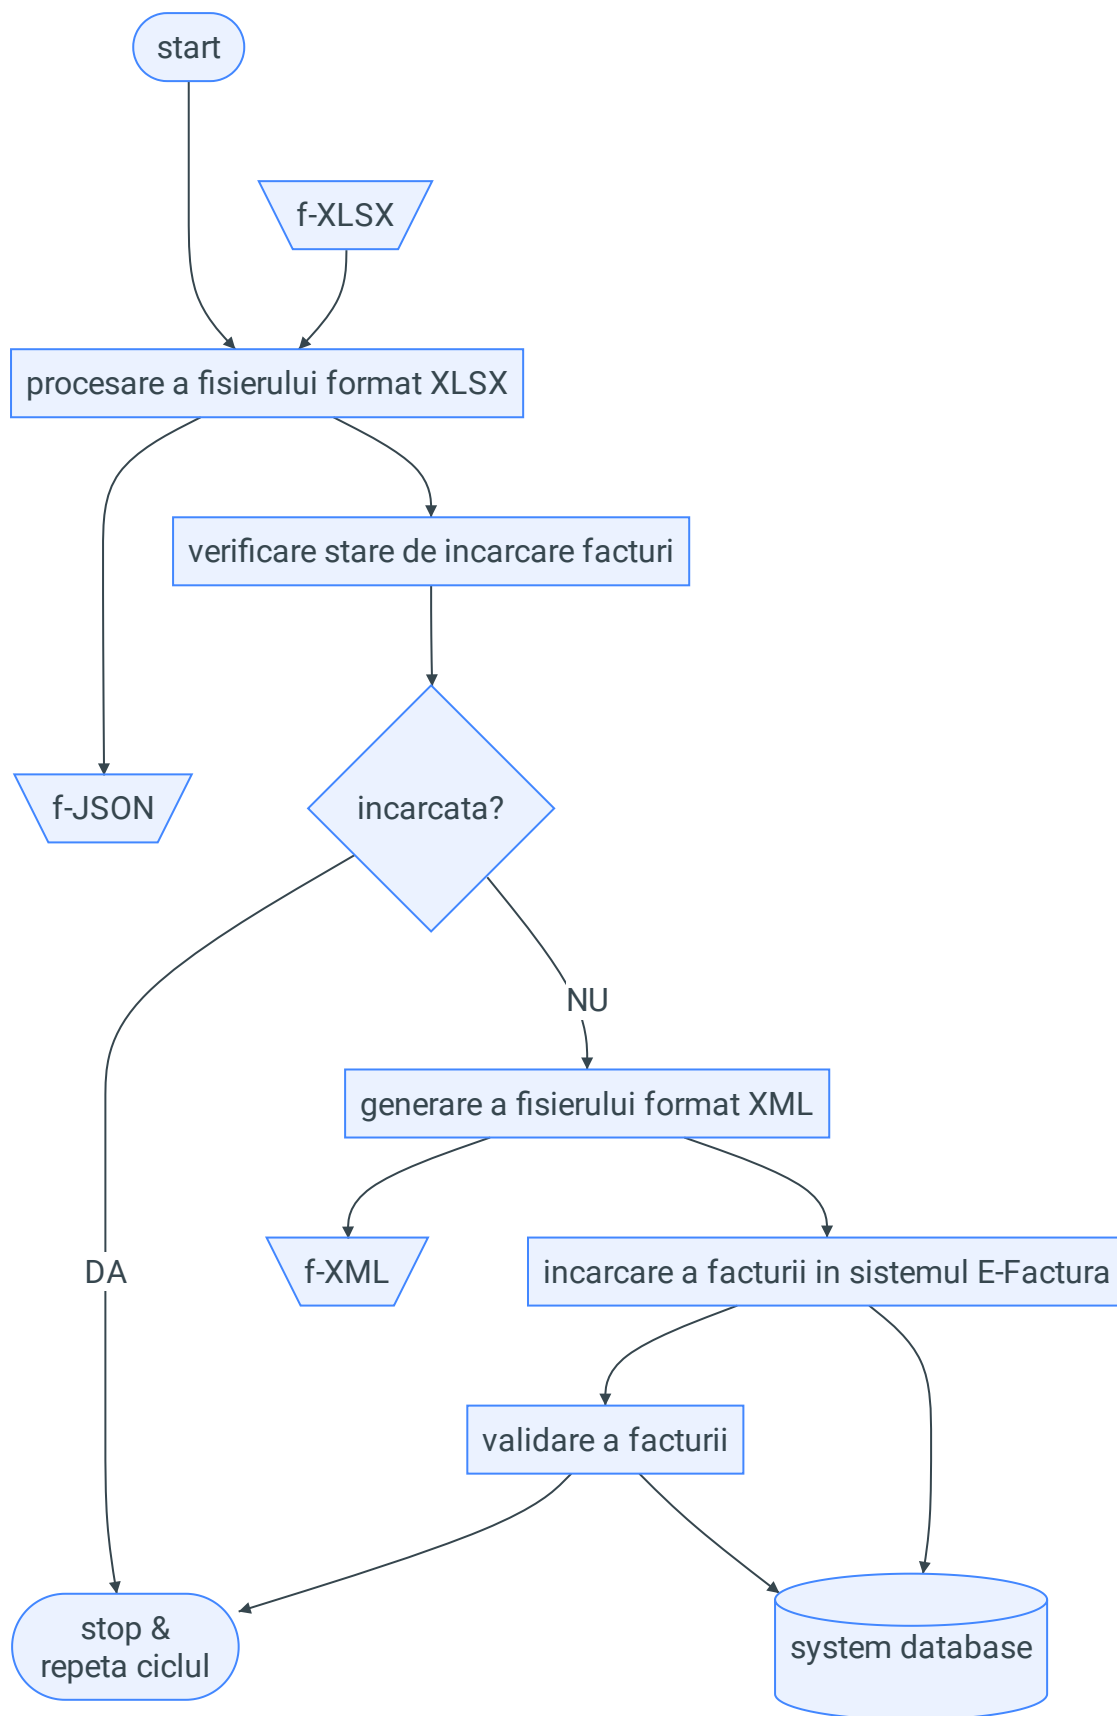 start
f-XLSX
procesare a fisierului format XLSX
verificare stare de incarcare facturi
f-JSON
incarcata?
NU
generare a fisierului format XML
DA
f-XML
incarcare a facturii in sistemul E-Factura
validare a facturii
stop &
repeta ciclul
system database